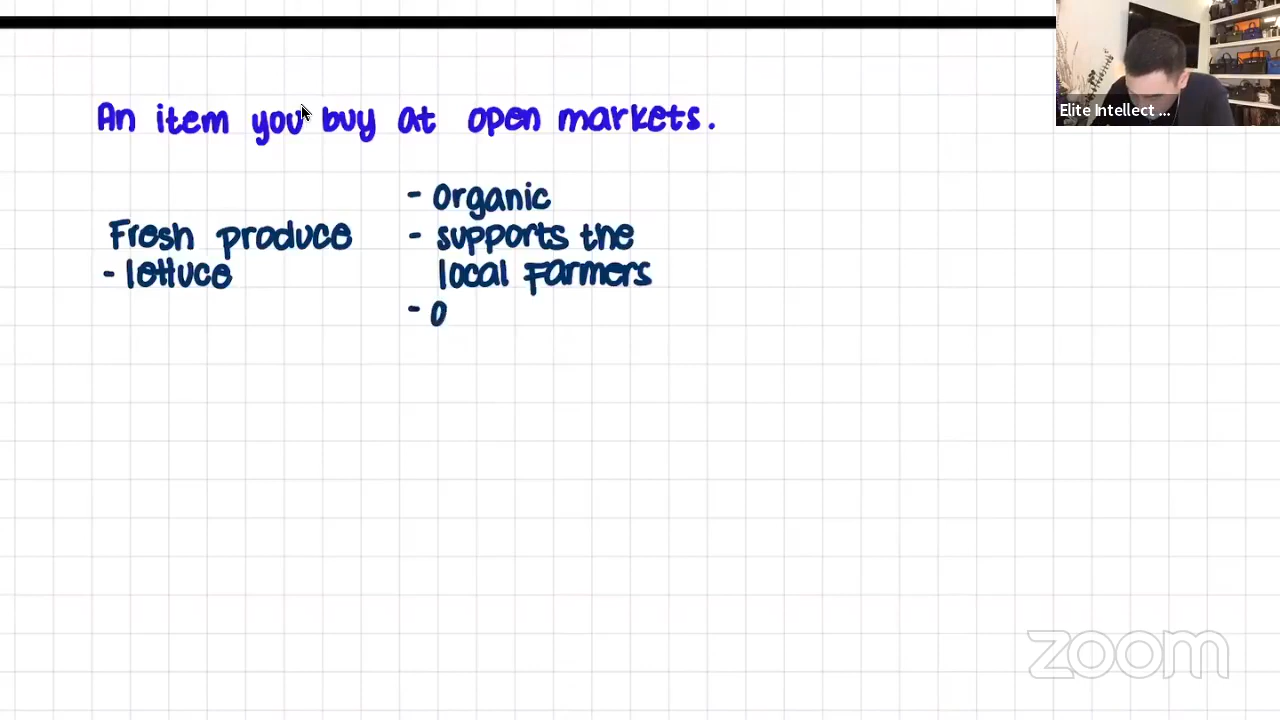 An item you buy at open markets.
Fresh produce
- lettuce
- organic
- supports the
local farmers
- o
Elite Intellect ...
zoom